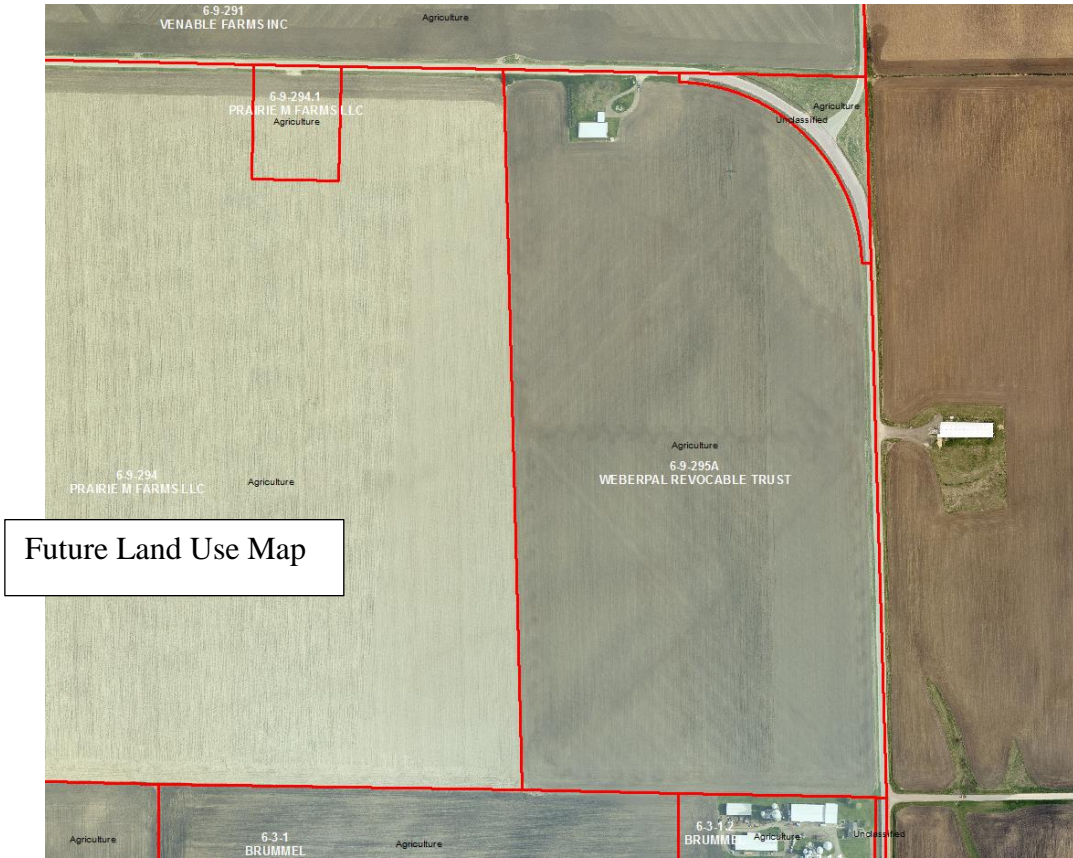 6-9-291
VENABLE FARMS INC
Agriculture
6-9-294.1
PRAIRIE M FARMS LLC
Agriculture
Agriculture
Unclassified
Agriculture
6-9-295A
WEBERPAL REVOCABLE TRUST
6-9-294
PRAIRIE M FARMS LLC
Agriculture
Future Land Use Map
Agriculture
6-3-1
BRUMMEL
Agriculture
6-3-1.2
BRUMMEL
Agriculture
Unclassified